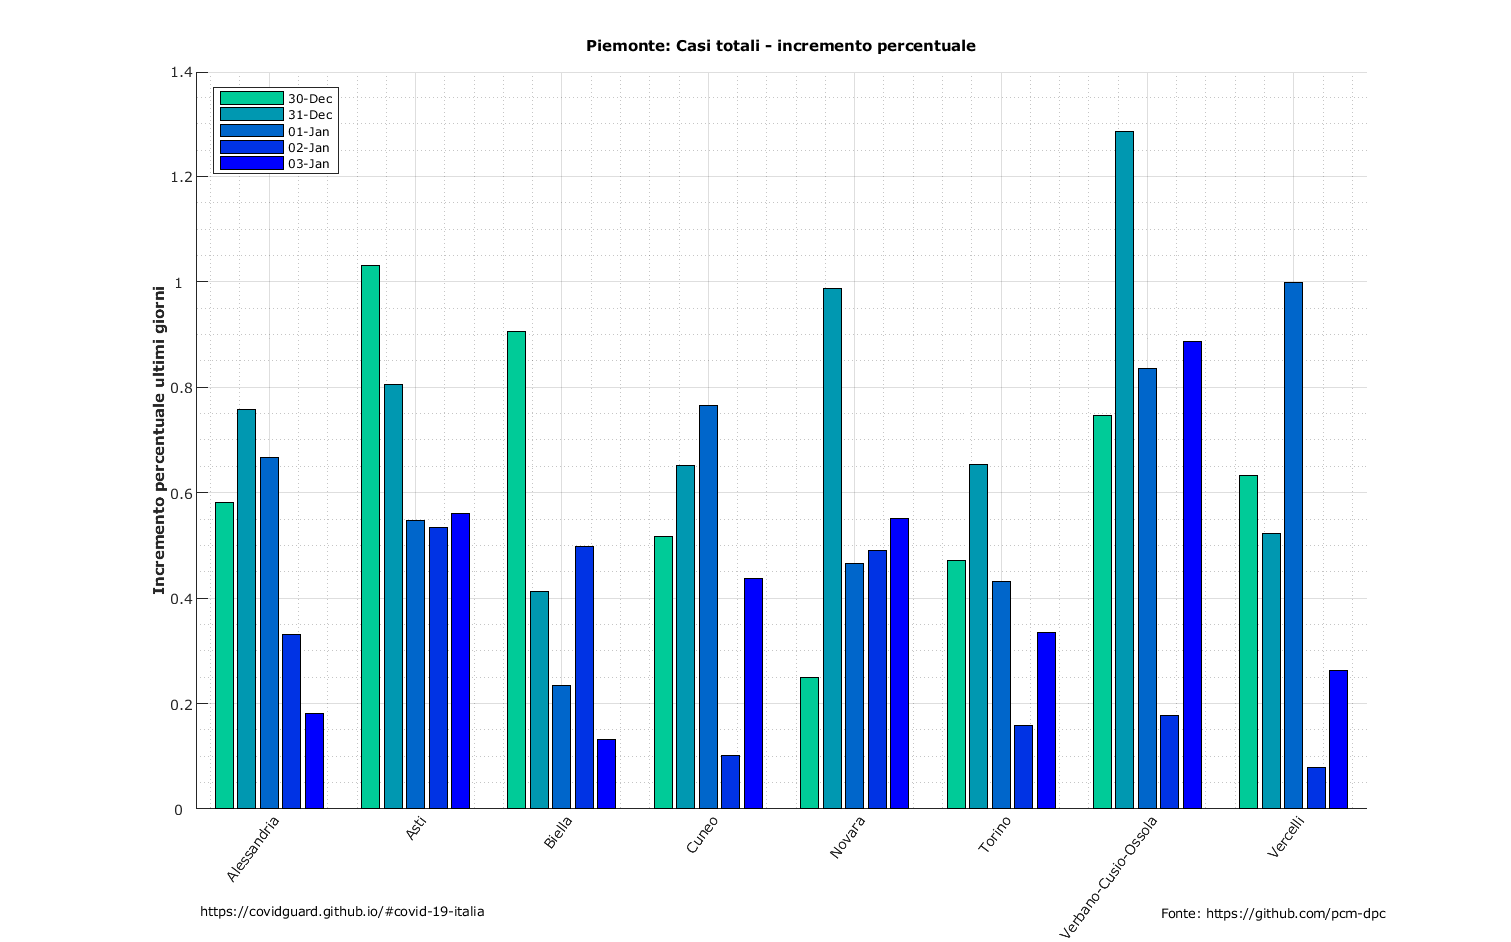 Piemonte: Casi totali - incremento percentuale
30-Dec
31-Dec
01-Jan
02-Jan
03-Jan
Incremento percentuale ultimi giorni
1.4
1.2
1
0.8
0.6
0.4
0.2
0
Alessandria
Asti
Biella
Cuneo
Novara
Torino
Verbano-Cusio-Ossola
Vercelli
https://covidguard.github.io/#covid-19-italia
Fonte: https://github.com/pcm-dpc